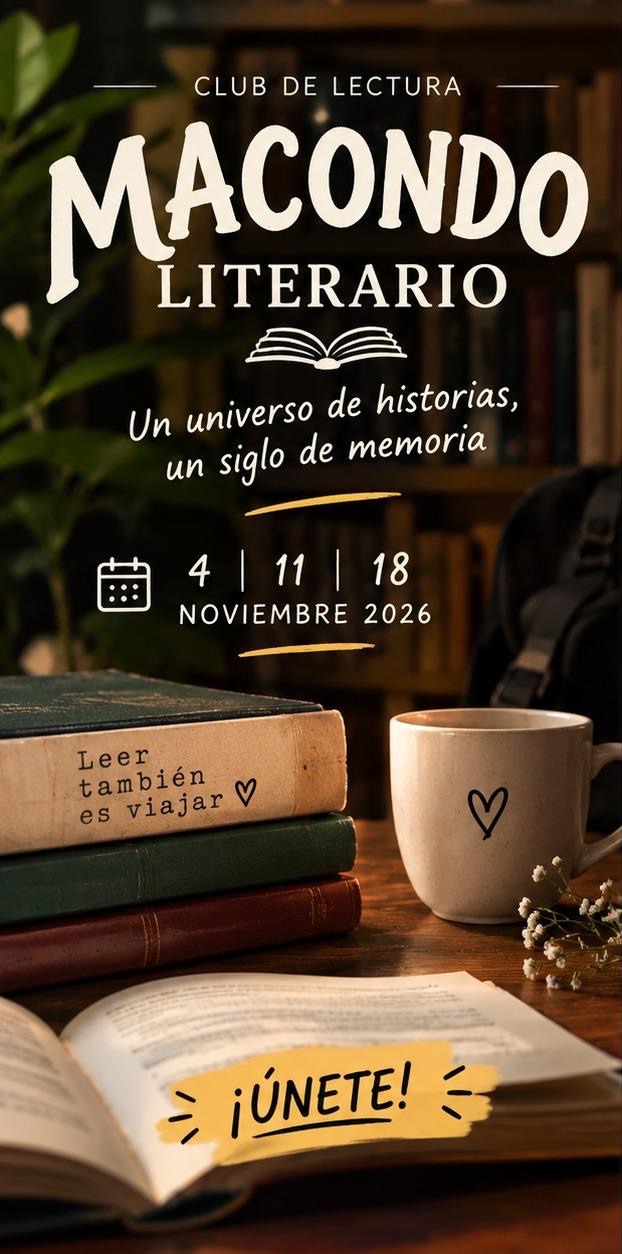 CLUB DE LECTURA
MACONDO
LITERARIO
Un universo de historias,
un siglo de memoria
4 | 11 | 18
NOVIEMBRE 2026
Leer
también
es viajar
¡ÚNETE!